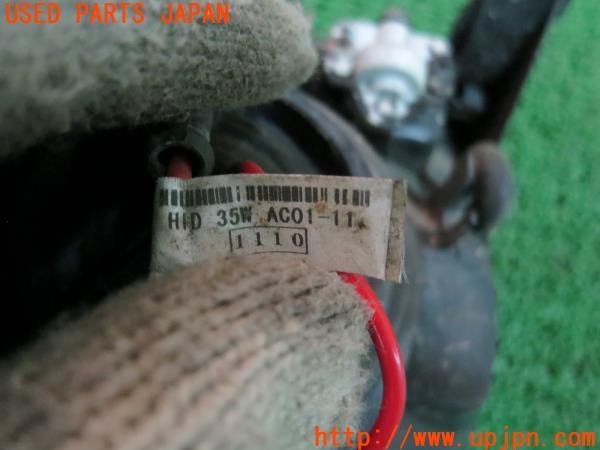 USED PARTS JAPAN
HID 35W AC01-11
1110
http://www.upjpn.com